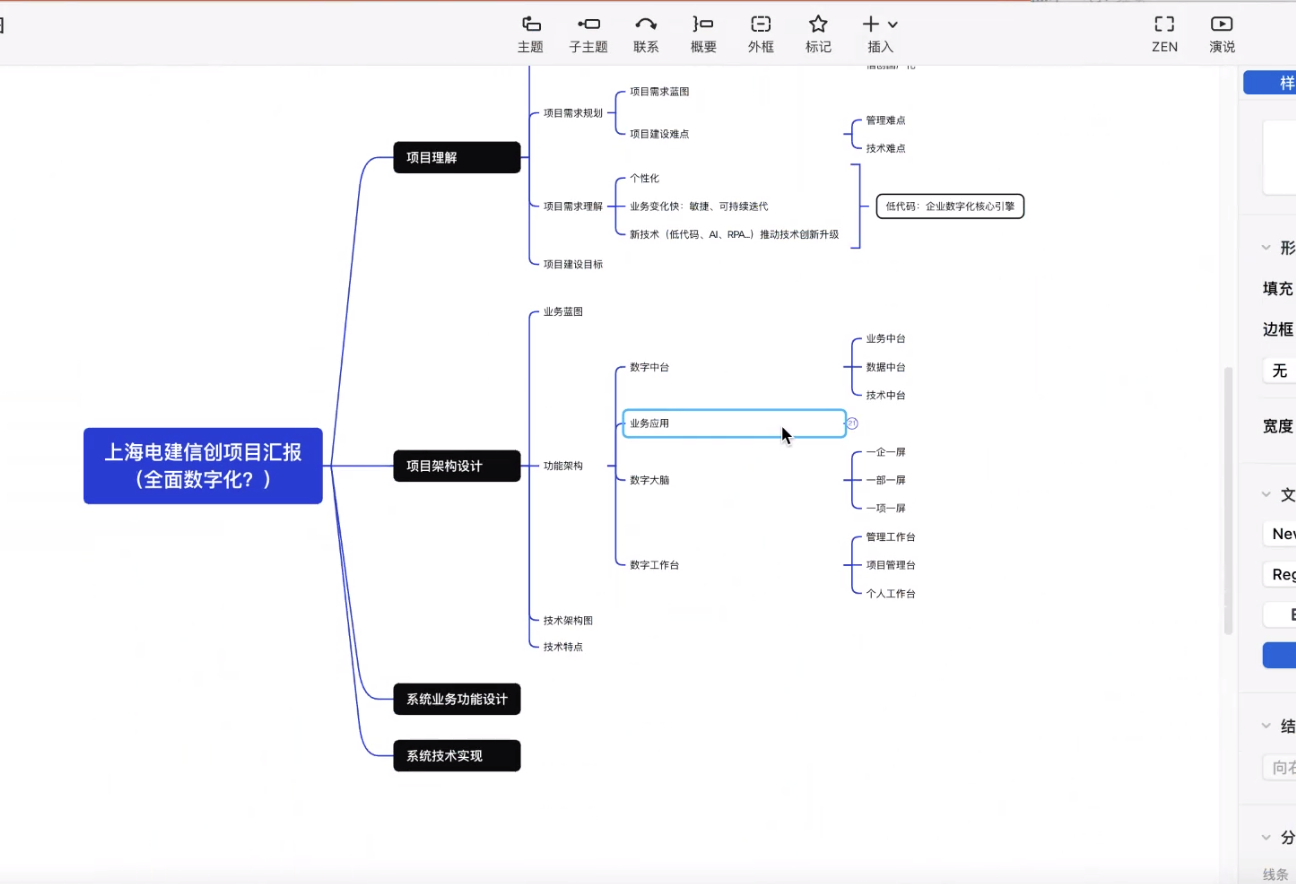 主题
子主题
联系
概要
外框
标记
插入
ZEN
演说
项目理解
项目需求规划
项目需求蓝图
项目建设难点
管理难点
技术难点
项目需求理解
个性化
业务变化快：敏捷、可持续迭代
新技术（低代码、AI、RPA...）推动技术创新升级
低代码：企业数字化核心引擎
项目建设目标
上海电建信创项目汇报
（全面数字化？）
项目架构设计
业务蓝图
功能架构
数字中台
业务中台
数据中台
技术中台
业务应用
21
数字大脑
一企一屏
一部一屏
一项一屏
数字工作台
管理工作台
项目管理台
个人工作台
技术架构图
技术特点
系统业务功能设计
系统技术实现
样
形
填充
边框
无
宽度
文
Nev
Reg
结
向右
分
线条